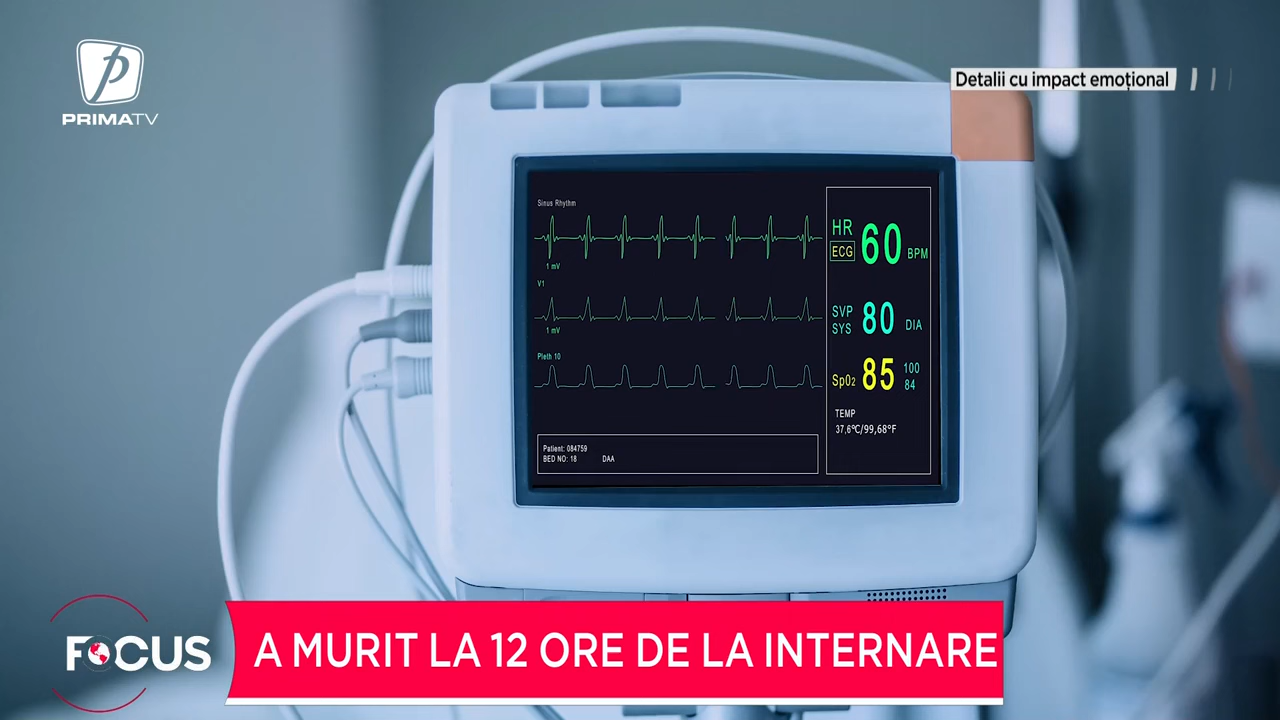 PRIMATV
Detalii cu impact emoțional
Sinus Rhythm
1 mV
V1
1 mV
Pleth 10
HR
ECG
60 BPM
SVP
SYS
80 DIA
SpO₂ 85 100
84
TEMP
37,6°C/99,68°F
Patient: 084759
BED NO: 18 DAA
FOCUS
A MURIT LA 12 ORE DE LA INTERNARE